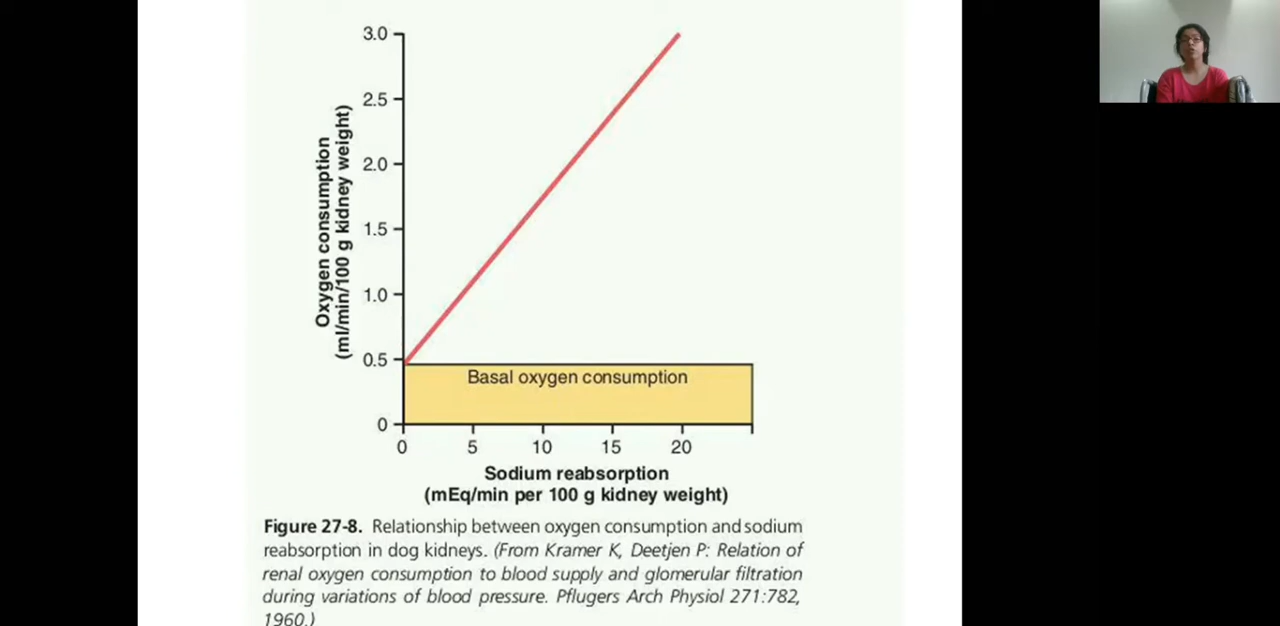 3.0
2.5
2.0
1.5
1.0
0.5
0
Oxygen consumption
(ml/min/100 g kidney weight)
Basal oxygen consumption
0 5 10 15 20
Sodium reabsorption
(mEq/min per 100 g kidney weight)
Figure 27-8. Relationship between oxygen consumption and sodium
reabsorption in dog kidneys. (From Kramer K, Deetjen P: Relation of
renal oxygen consumption to blood supply and glomerular filtration
during variations of blood pressure. Pflugers Arch Physiol 271:782,
1960.)